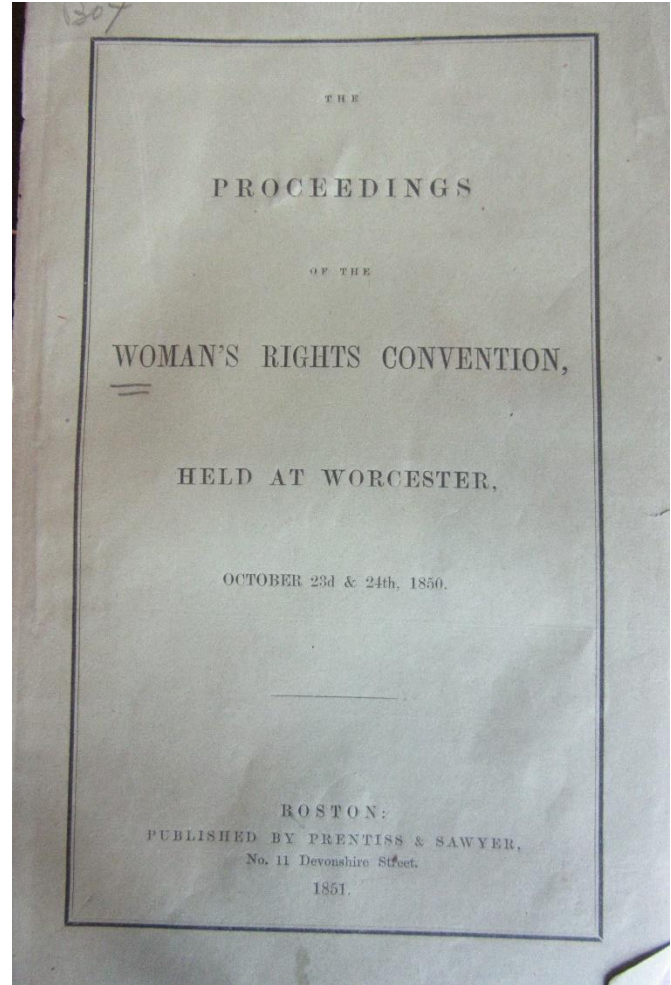 THE
PROCEEDINGS
OF THE
WOMAN'S RIGHTS CONVENTION,
HELD AT WORCESTER,
OCTOBER 23d & 24th, 1850.
BOSTON:
PUBLISHED BY PRENTISS & SAWYER,
No. 11 Devonshire Street.
1851.